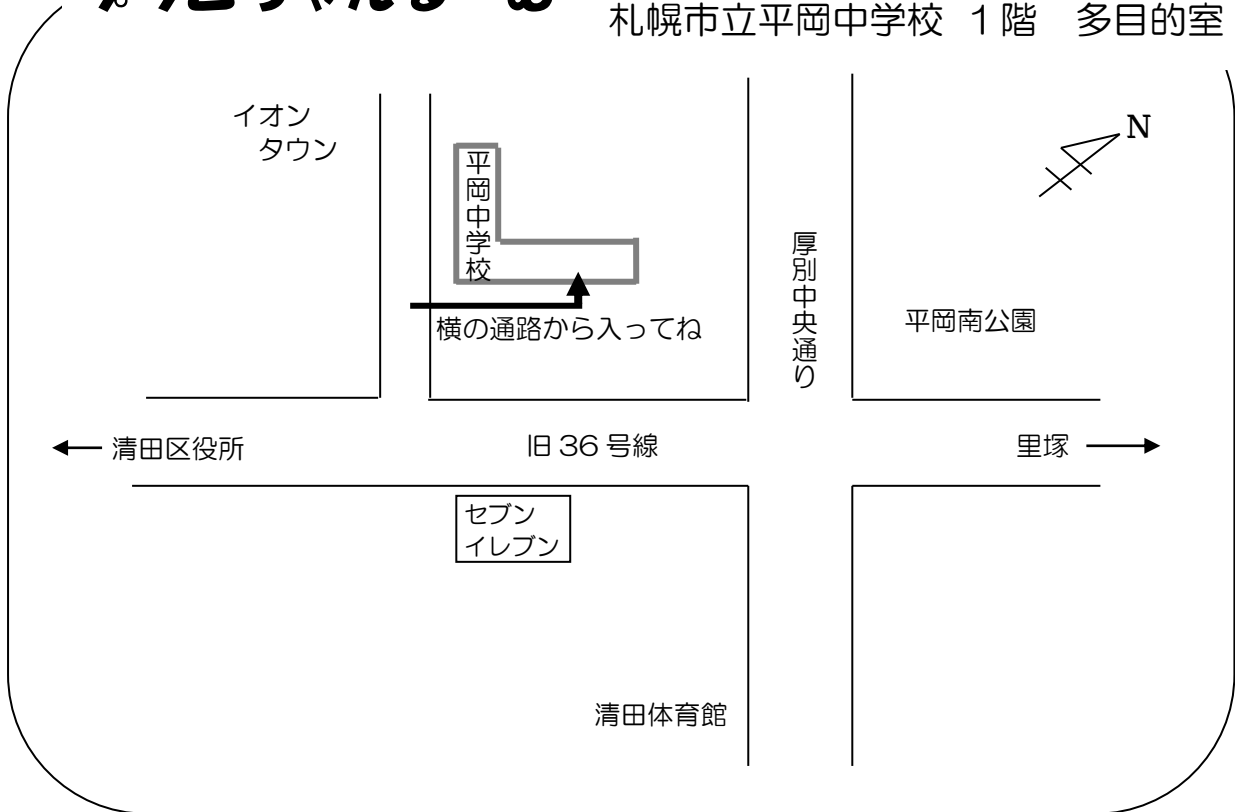 札幌市立平岡中学校 1階 多目的室
イオン
タウン
N
平岡中学校
厚別中央通り
横の通路から入ってね
平岡南公園
← 清田区役所
旧36号線
里塚 →
セブン
イレブン
清田体育館